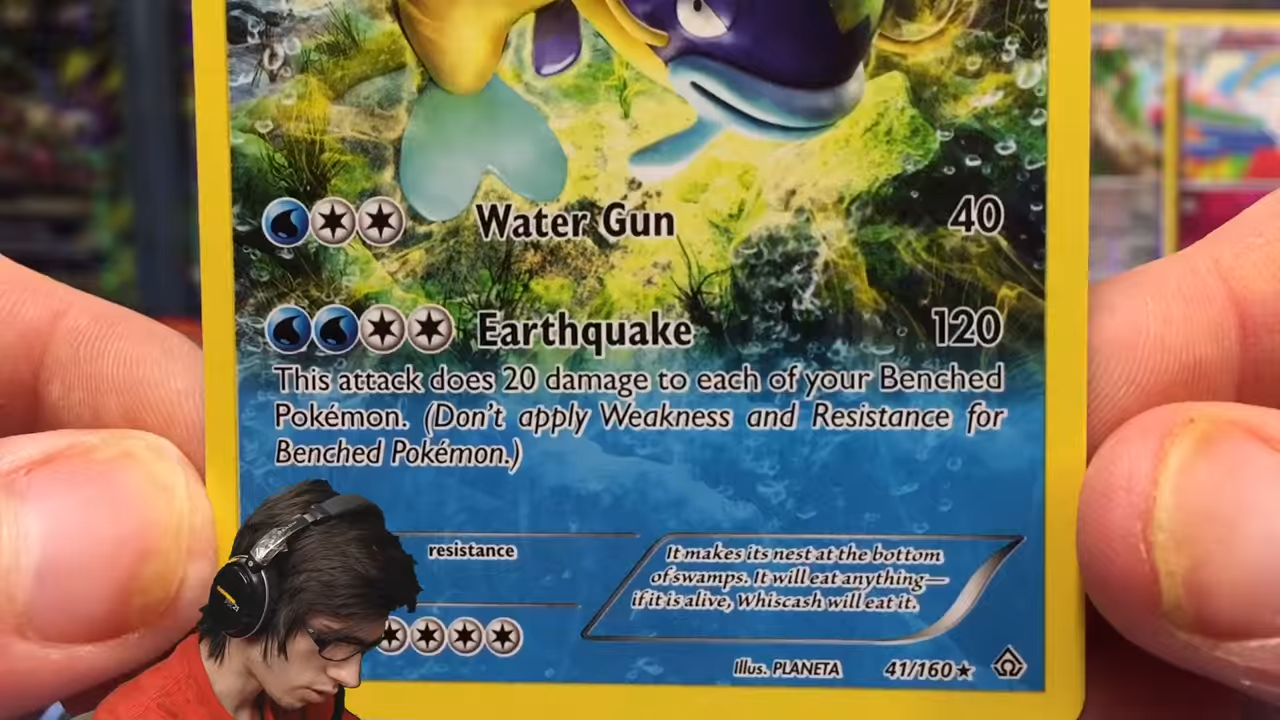 Water Gun 40
Earthquake 120
This attack does 20 damage to each of your Benched
Pokémon. (Don't apply Weakness and Resistance for
Benched Pokémon.)
resistance
It makes its nest at the bottom
of swamps. It will eat anything—
if it is alive, Whiscash will eat it.
Illus. PLANETA 41/160★